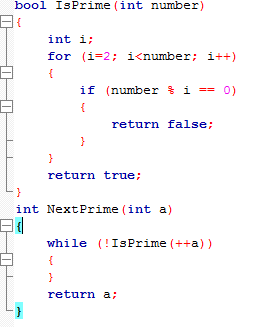 bool IsPrime(int number)
{
    int i;
    for (i=2; i<number; i++)
    {
        if (number % i == 0)
        {
            return false;
        }
    }
    return true;
}
int NextPrime(int a)
{
    while (!IsPrime(++a))
    {
    }
    return a;
}